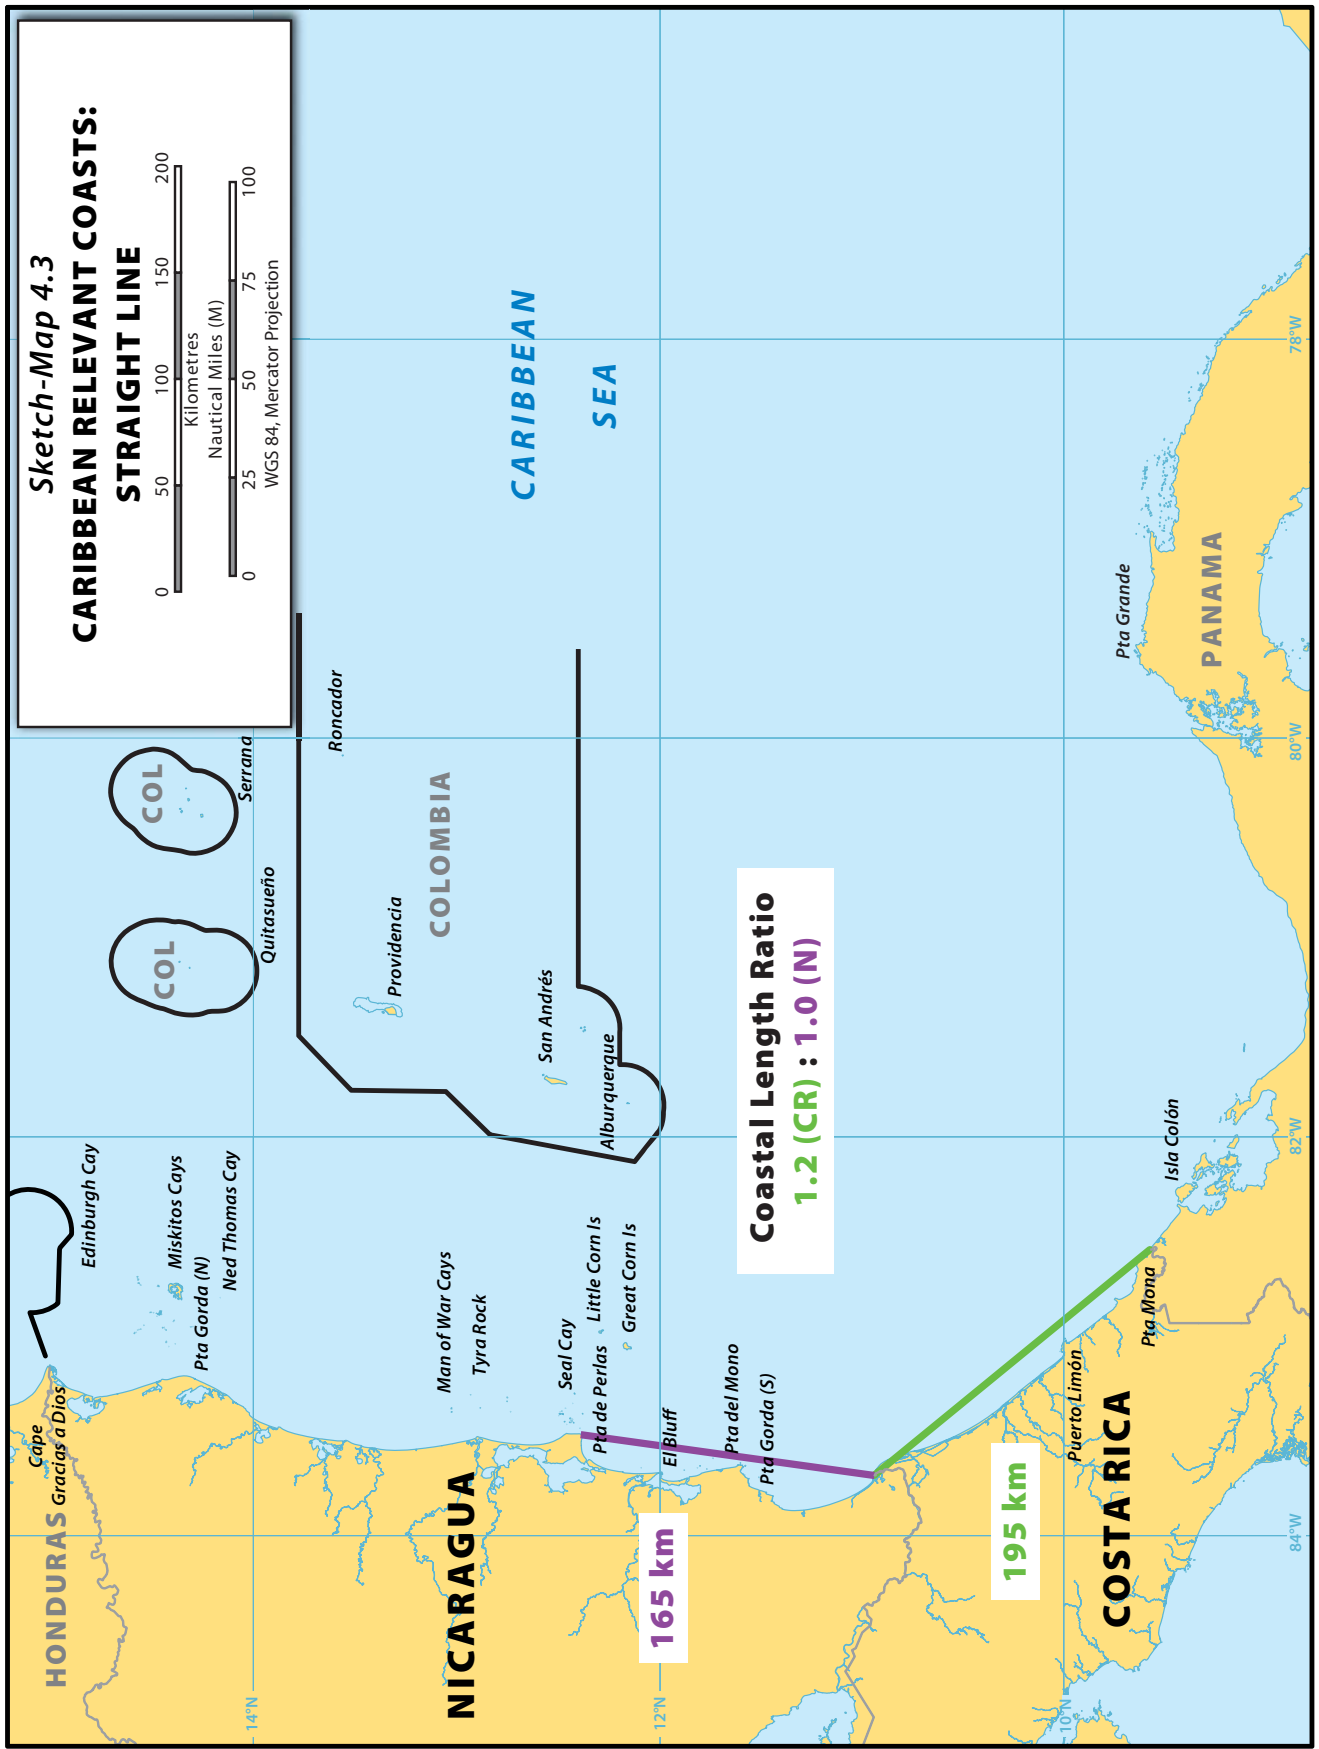 Sketch-Map 4.3
CARIBBEAN RELEVANT COASTS:
STRAIGHT LINE
0 50 100 150 200
Kilometres
Nautical Miles (M)
0 25 50 75 100
WGS 84, Mercator Projection
HONDURAS
Cape
Gracias a Dios
Edinburgh Cay
Miskitos Cays
Pta Gorda (N)
Ned Thomas Cay
COL
Quitasueño
COL
Serrana
14°N
Roncador
Providencia
COLOMBIA
NICARAGUA
Man of War Cays
Tyra Rock
CARIBBEAN
SEA
San Andrés
Alburquerque
Seal Cay
Little Corn Is
Pta de Perlas
Great Corn Is
165 km
12°N
El Bluff
Pta del Mono
Pta Gorda (S)
Coastal Length Ratio
1.2 (CR) : 1.0 (N)
195 km
10°N
Puerto Limón
COSTA RICA
Pta Mona
Isla Colón
Pta Grande
PANAMA
84°W
82°W
80°W
78°W